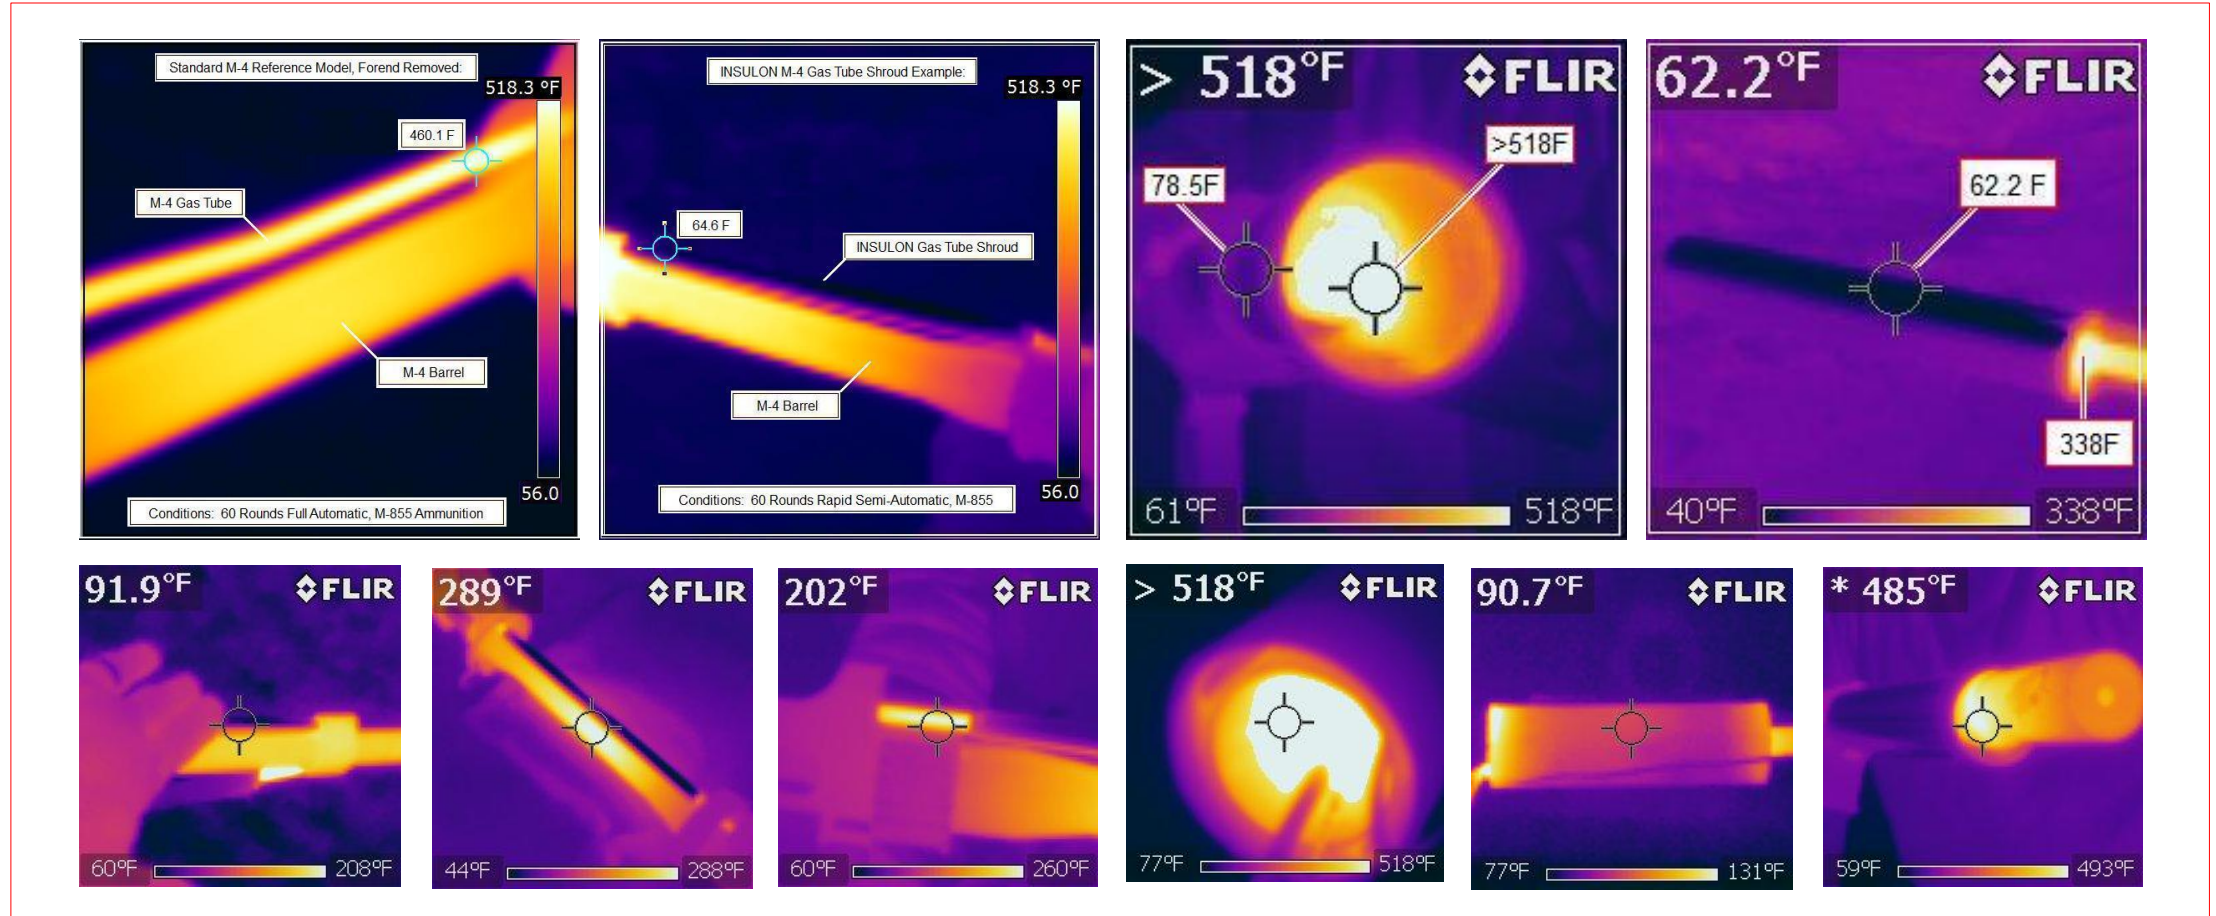 Standard M-4 Reference Model, Forend Removed:
518.3 °F
460.1 F
M-4 Gas Tube
M-4 Barrel
56.0
Conditions: 60 Rounds Full Automatic, M-855 Ammunition
INSULON M-4 Gas Tube Shroud Example:
518.3 °F
64.6 F
INSULON Gas Tube Shroud
M-4 Barrel
56.0
Conditions: 60 Rounds Rapid Semi-Automatic, M-855
> 518°F FLIR
>518F
78.5F
61°F 518°F
62.2°F FLIR
62.2 F
338F
40°F 338°F
91.9°F FLIR
60°F 208°F
289°F FLIR
44°F 288°F
202°F FLIR
60°F 260°F
> 518°F FLIR
77°F 518°F
90.7°F FLIR
77°F 131°F
* 485°F FLIR
59°F 493°F